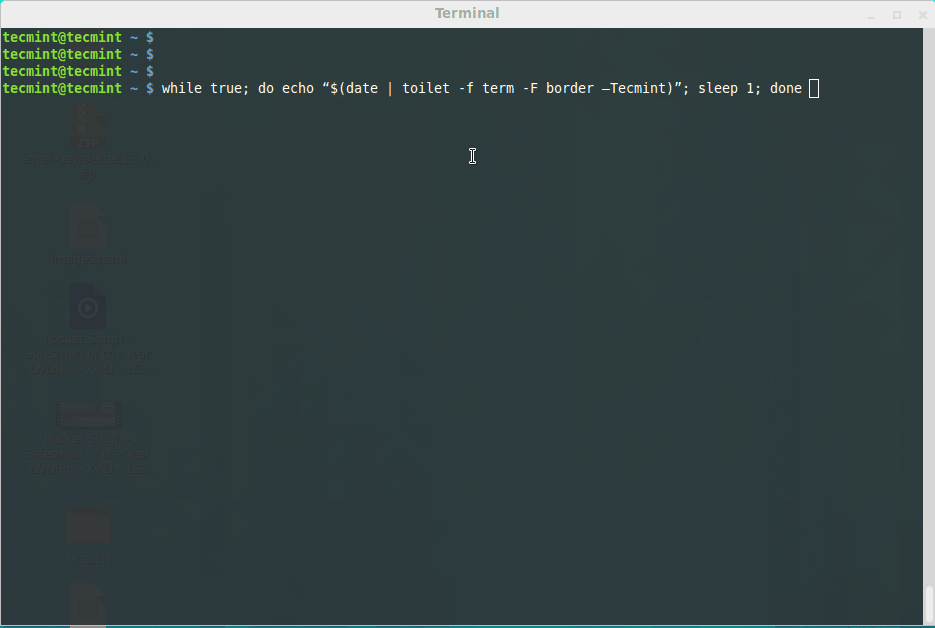 Terminal
tecmint@tecmint ~ $
tecmint@tecmint ~ $
tecmint@tecmint ~ $
tecmint@tecmint ~ $ while true; do echo “$(date | toilet -f term -F border –Tecmint)”; sleep 1; done
ZIP